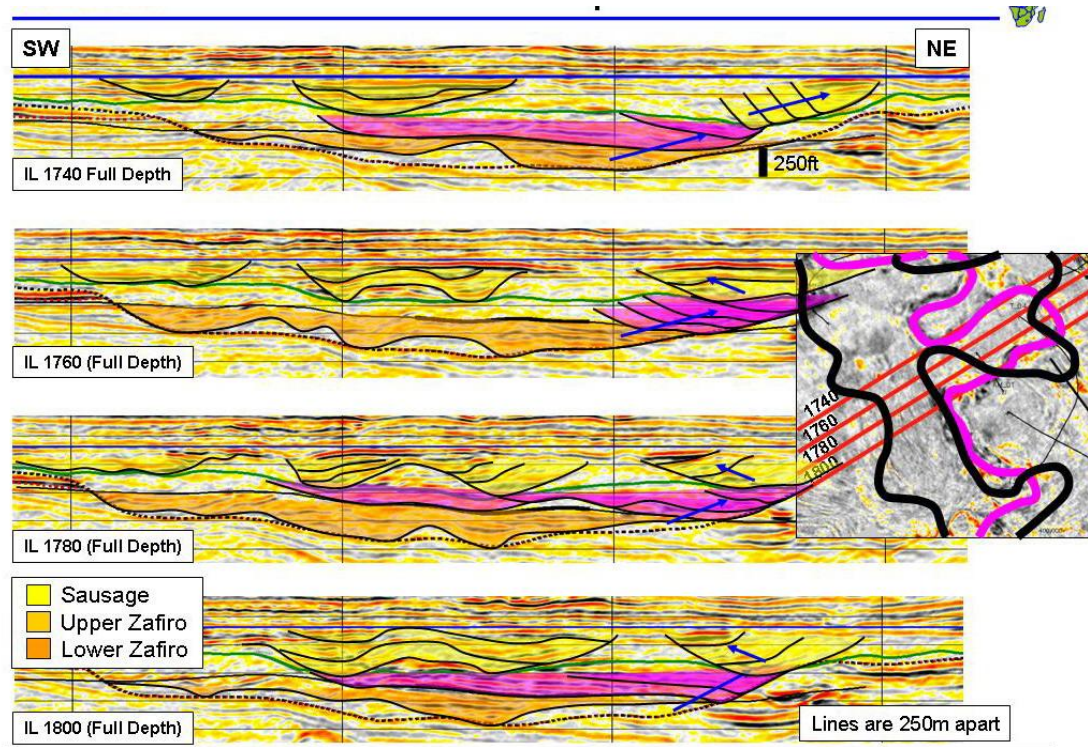 SW
NE
250ft
IL 1740 Full Depth
IL 1760 (Full Depth)
1740
1760
1780
1800
IL 1780 (Full Depth)
Sausage
Upper Zafiro
Lower Zafiro
IL 1800 (Full Depth)
Lines are 250m apart